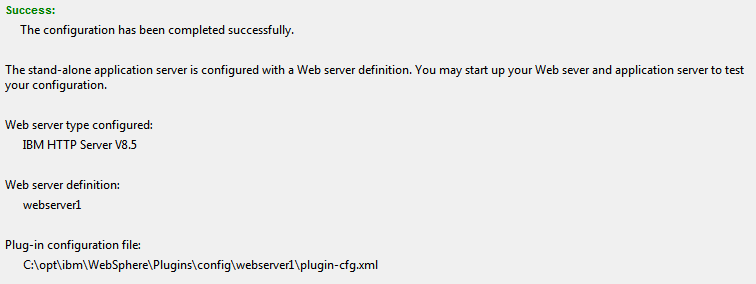 Success:
The configuration has been completed successfully.
The stand-alone application server is configured with a Web server definition. You may start up your Web sever and application server to test
your configuration.
Web server type configured:
IBM HTTP Server V8.5
Web server definition:
webserver1
Plug-in configuration file:
C:\opt\ibm\WebSphere\Plugins\config\webserver1\plugin-cfg.xml